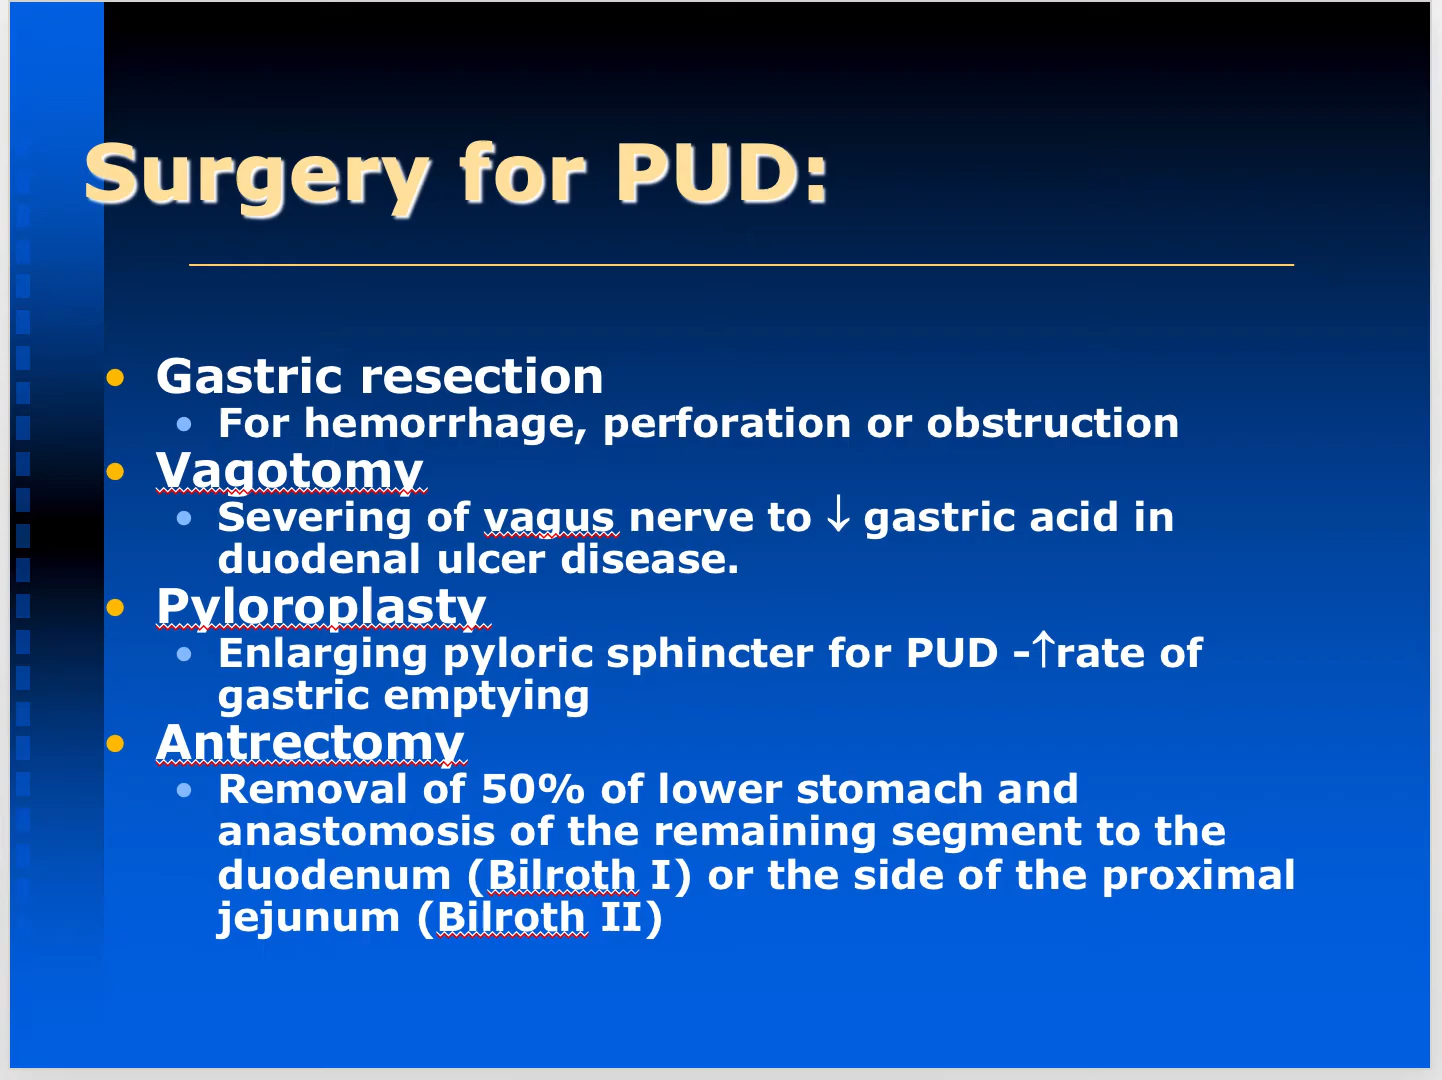 Surgery for PUD:
• Gastric resection
• For hemorrhage, perforation or obstruction
• Vagotomy
• Severing of vagus nerve to ↓ gastric acid in
duodenal ulcer disease.
• Pyloroplasty
• Enlarging pyloric sphincter for PUD -↑rate of
gastric emptying
• Antrectomy
• Removal of 50% of lower stomach and
anastomosis of the remaining segment to the
duodenum (Bilroth I) or the side of the proximal
jejunum (Bilroth II)